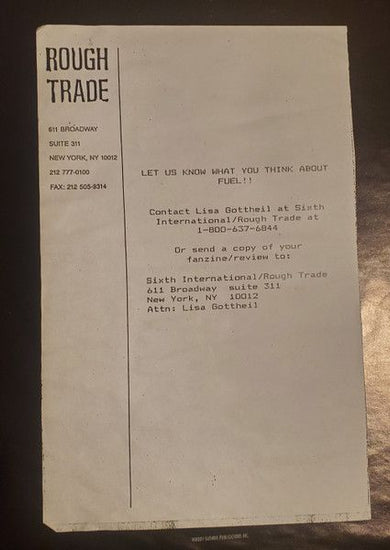 ROUGH
TRADE
611 BROADWAY
SUITE 311
NEW YORK, NY 10012
212 777-0100
FAX: 212 505-9314
LET US KNOW WHAT YOU THINK ABOUT
FUEL!!
Contact Lisa Gottheil at Sixth
International/Rough Trade at
1-800-637-6844
Or send a copy of your
fanzine/review to:
Sixth International/Rough Trade
611 Broadway suite 311
New York, NY 10012
Attn: Lisa Gottheil